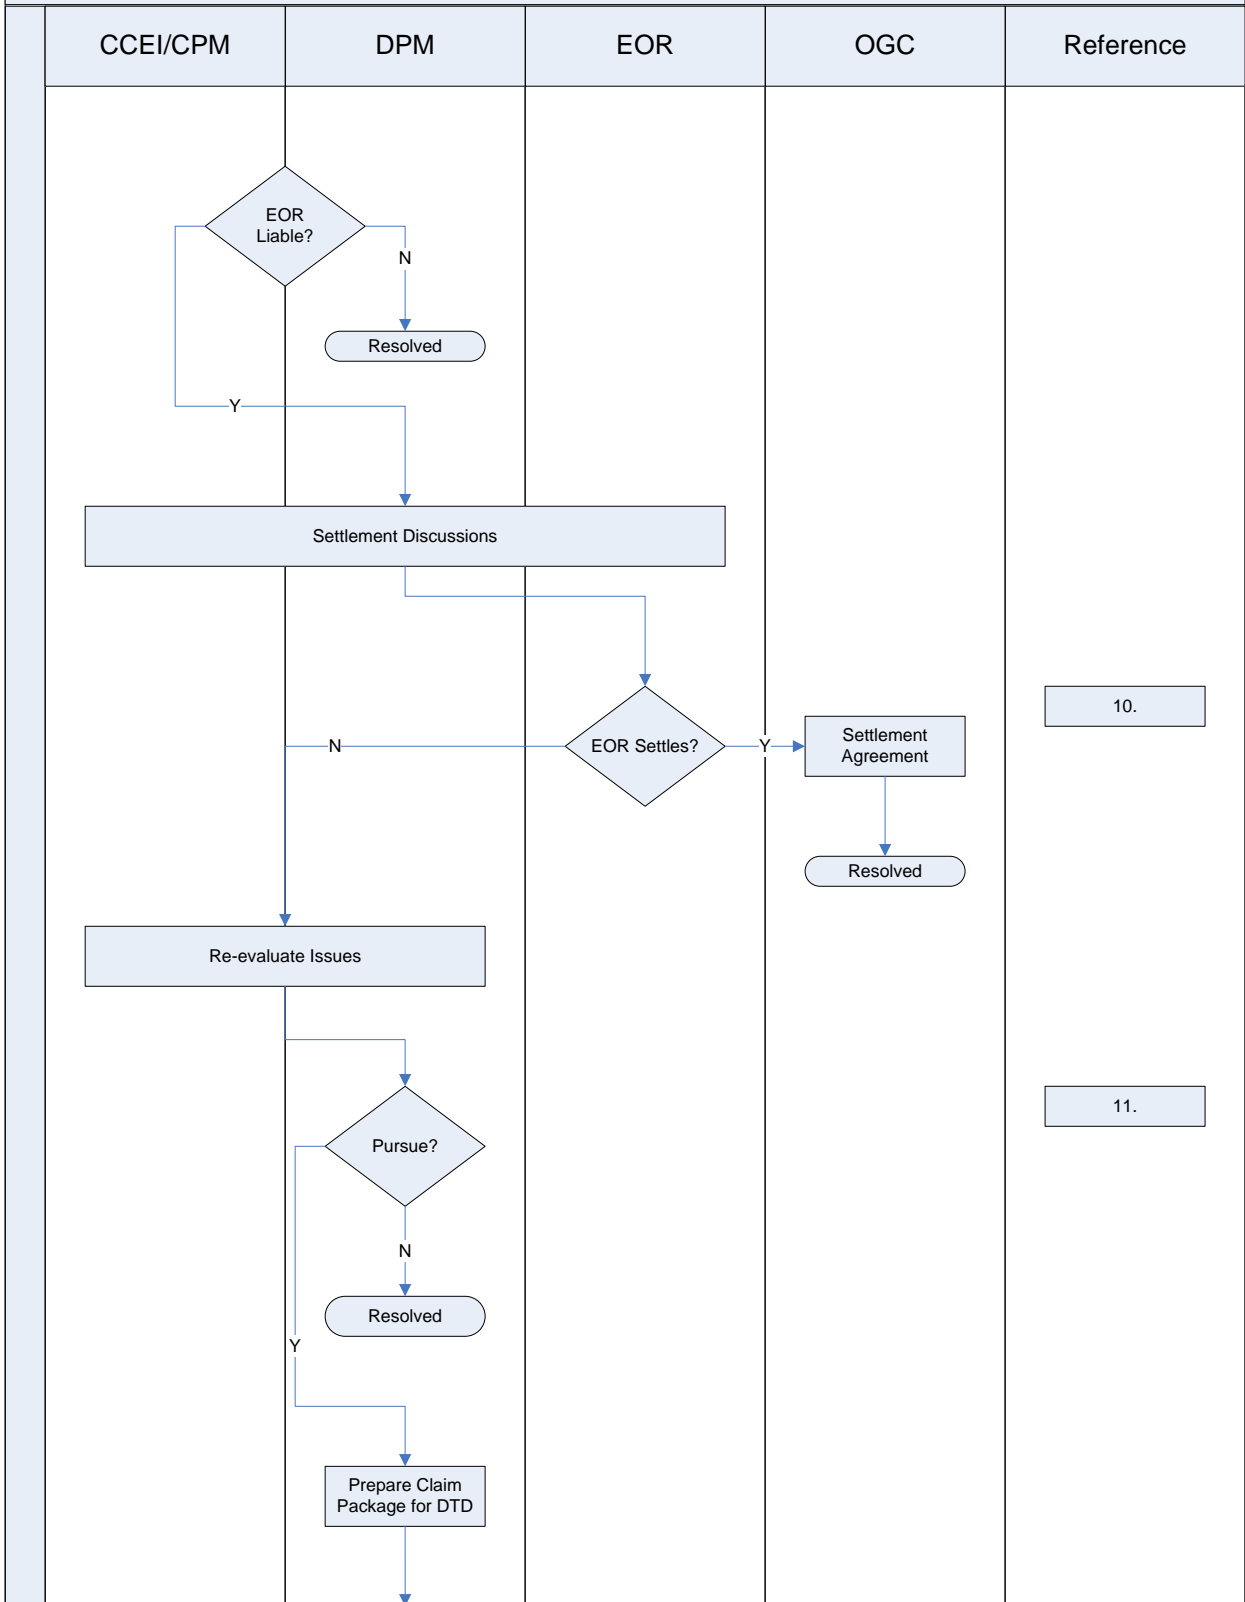 CCEI/CPM
DPM
EOR
OGC
Reference
EOR
Liable?
N
Resolved
Y
Settlement Discussions
10.
N
EOR Settles?
Y
Settlement
Agreement
Resolved
Re-evaluate Issues
11.
Pursue?
N
Resolved
Y
Prepare Claim
Package for DTD